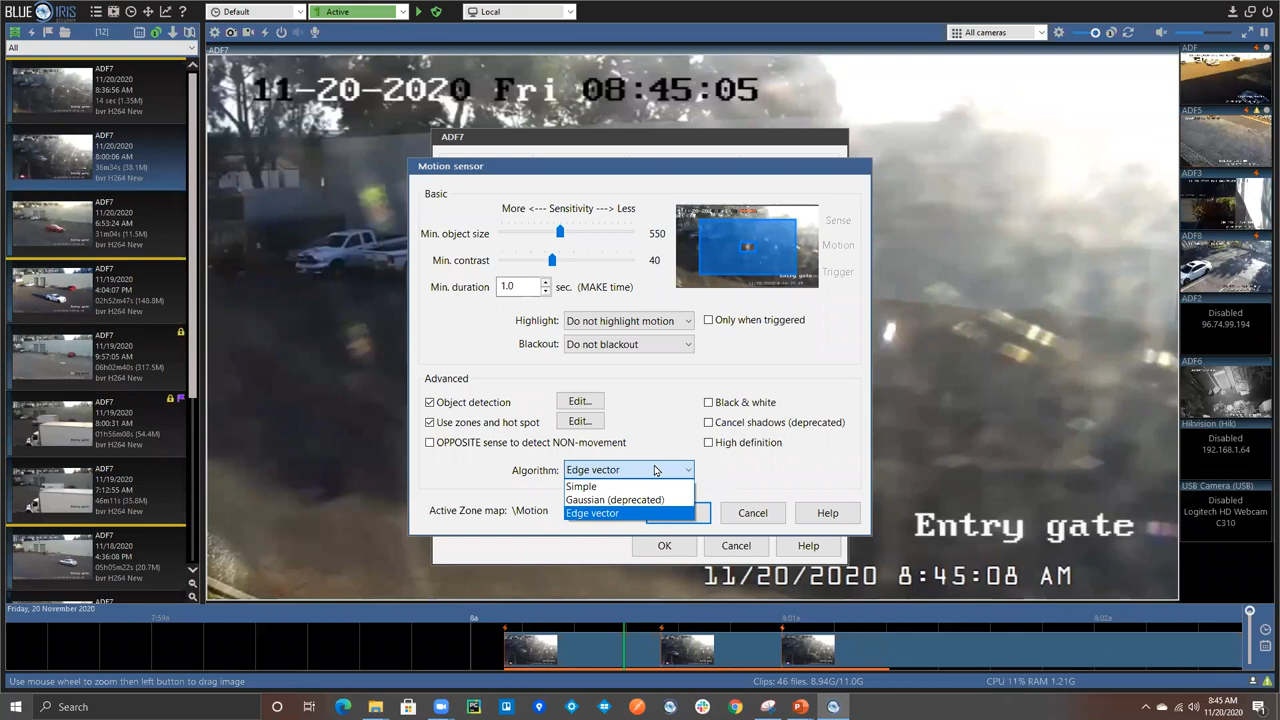 BLUE IRIS
Default
Active
Local
[12]
All cameras
All
ADF7
ADF
ADF7
11/20/2020
8:36:56 AM
14 sec (1.35M)
bvr H264 New
ADF7
11/20/2020
8:00:06 AM
36m34s (38.1M)
bvr H264 New
ADF7
11/20/2020
6:53:24 AM
31m04s (11.5M)
bvr H264 New
ADF7
11/19/2020
4:04:07 PM
02h52m47s (148.8M)
bvr H264 New
ADF7
11/19/2020
9:57:05 AM
06h02m40s (317.5M)
bvr H264 New
ADF7
11/19/2020
8:00:31 AM
01h56m08s (54.4M)
bvr H264 New
ADF7
11/19/2020
7:56:11 AM
bvr H264 New
ADF7
11/18/2020
4:36:08 PM
05h05m22s (20.7M)
bvr H264 New
11-20-2020 Fri 08:45:05
ADF7
Motion sensor
Basic
More <--- Sensitivity ---> Less
Min. object size
550
Min. contrast
40
Min. duration
1.0
sec. (MAKE time)
Sense
Motion
Trigger
Highlight:
Do not highlight motion
Only when triggered
Blackout:
Do not blackout
Advanced
Object detection
Edit...
Black & white
Use zones and hot spot
Edit...
Cancel shadows (deprecated)
OPPOSITE sense to detect NON-movement
High definition
Algorithm:
Edge vector
Simple
Gaussian (deprecated)
Edge vector
Active Zone map: \Motion
Cancel
Help
OK
Cancel
Help
Entry gate
11/20/2020 8:45:08 AM
ADF5
ADF3
ADF8
ADF2
Disabled
96.74.99.194
ADF6
Hikvision (Hik)
Disabled
192.168.1.64
USB Camera (USB)
Disabled
Logitech HD Webcam
C310
Friday, 20 November 2020
7:59a
8a
8:01a
8:02a
Use mouse wheel to zoom then left button to drag image
Clips: 46 files, 8.94G/11.0G
CPU 11% RAM 1.21G
Search
8:45 AM
11/20/2020